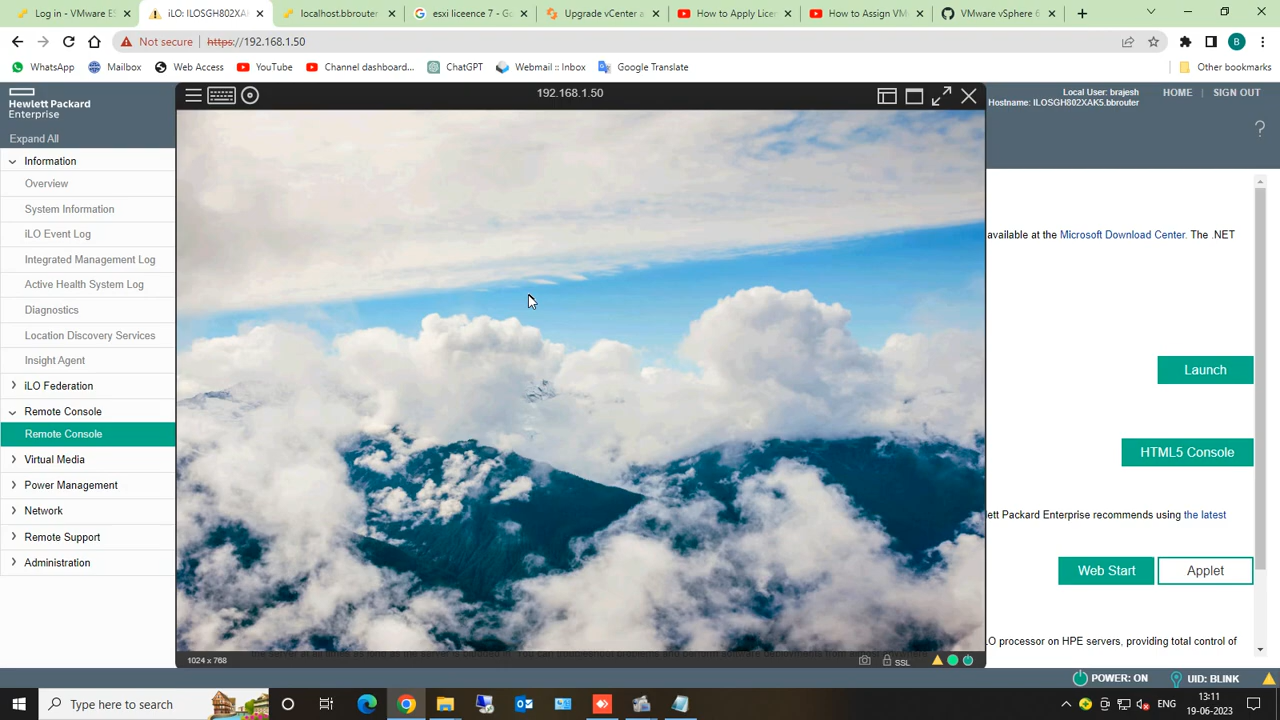 Log in - VMware ES
iLO: ILOSGH802XA
localhost.bbrouter
esxi licence 7 - Go
Upgrade vCenter a
How to Apply Lice
How to Assign VM
VMware vSphere 6
Not secure
https://192.168.1.50
WhatsApp
Mailbox
Web Access
YouTube
Channel dashboard...
ChatGPT
Webmail :: Inbox
Google Translate
Other bookmarks
Hewlett Packard
Enterprise
192.168.1.50
Local User: brajesh
Hostname: ILOSGH802XAK5.bbrouter
HOME
SIGN OUT
?
Expand All
Information
Overview
System Information
iLO Event Log
Integrated Management Log
Active Health System Log
Diagnostics
Location Discovery Services
Insight Agent
iLO Federation
Remote Console
Remote Console
Virtual Media
Power Management
Network
Remote Support
Administration
available at the Microsoft Download Center. The .NET
Launch
HTML5 Console
ett Packard Enterprise recommends using the latest
Web Start
Applet
O processor on HPE servers, providing total control of
1024 x 768
SSL
POWER: ON
UID: BLINK
Type here to search
ENG
13:11
19-06-2023